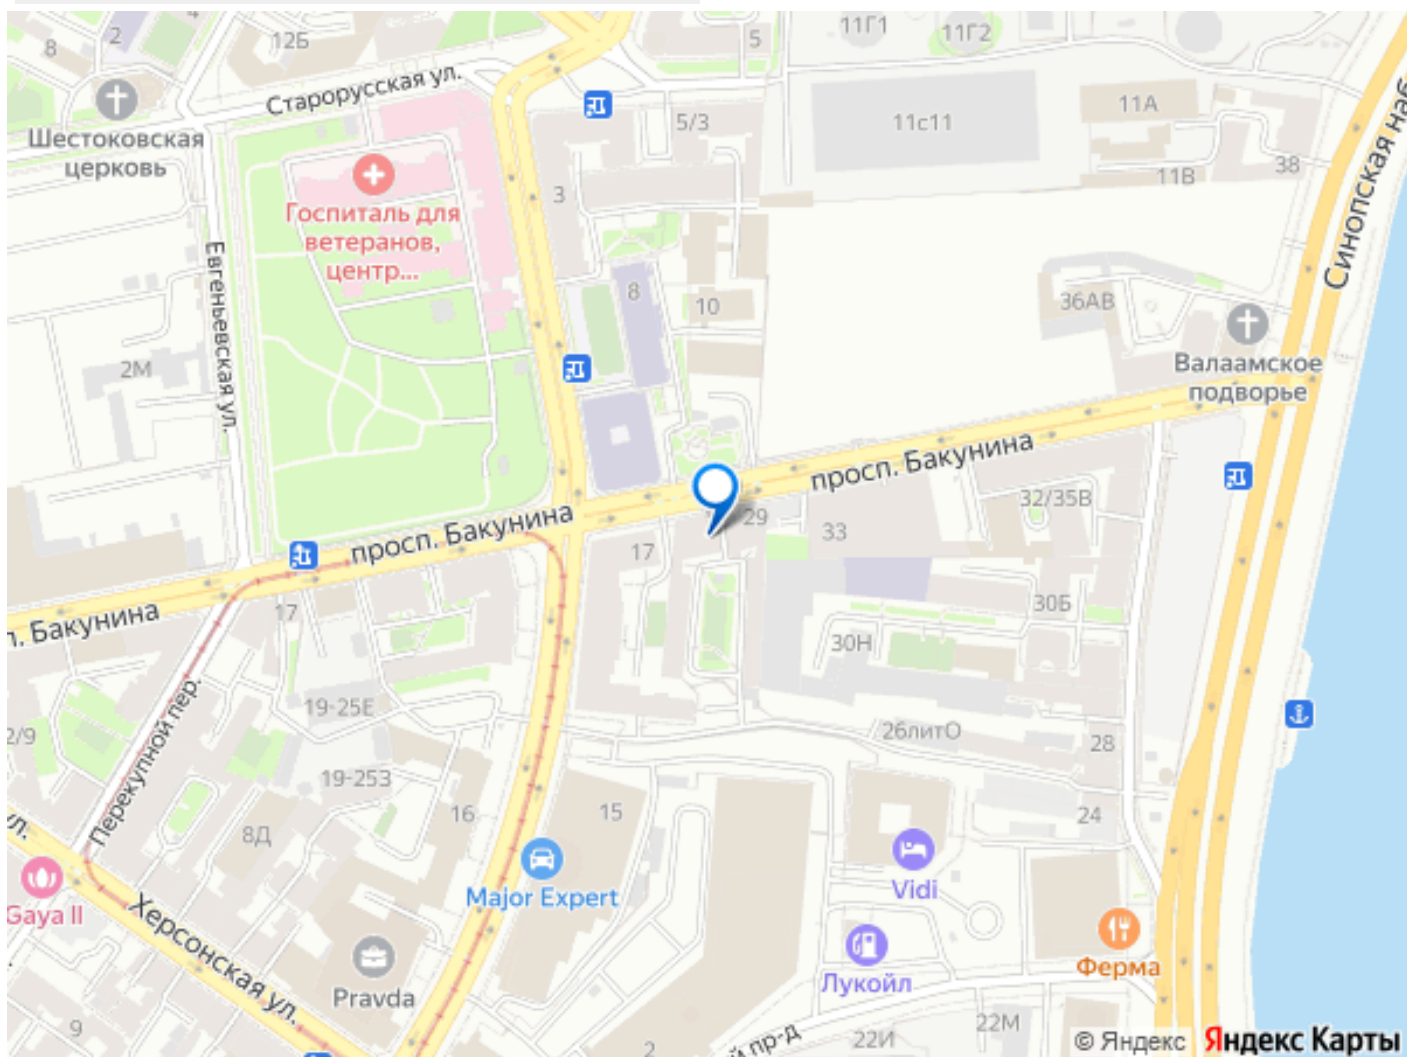 8
2
12Б
5
11Г1
11Г2
Старорусская ул.
5/3
11с11
11А
Шестоковская
церковь
38
11В
3
Госпиталь для
ветеранов,
центр...
Синопская наб
Евгеньевская ул.
8
10
36АВ
2М
Валаамское
подворье
просп. Бакунина
32/35В
29
33
просп. Бакунина
17
30Б
17
п. Бакунина
30Н
19-25Е
26литО
28
2/9
Перекупной пер.
19-253
16
15
24
8Д
ул.
Major Expert
Vidi
Gaya II
Херсонская ул.
Ферма
Лукойл
Pravda
9
2
й пр-д
22И
22М
© Яндекс
Яндекс Карты